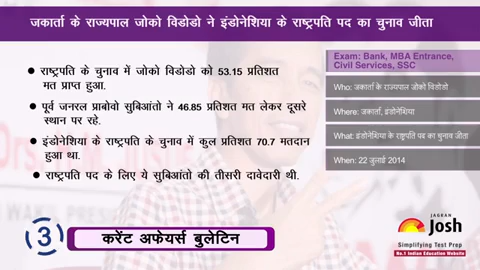 जकार्ता के राज्यपाल जोको विडोडो ने इंडोनेशिया के राष्ट्रपति पद का चुनाव जीता
राष्ट्रपति के चुनाव में जोको विडोडो को 53.15 प्रतिशत
मत प्राप्त हुआ.
पूर्व जनरल प्राबोवो सुबिआंतो ने 46.85 प्रतिशत मत लेकर दूसरे
स्थान पर रहे.
इंडोनेशिया के राष्ट्रपति के चुनाव में कुल प्रतिशत 70.7 मतदान
हुआ था.
राष्ट्रपति पद के लिए ये सुबिआंतो की तीसरी दावेदारी थी.
Exam: Bank, MBA Entrance,
Civil Services, SSC
Who: जकार्ता के राज्यपाल जोको विडोडो
Where: जकार्ता, इंडोनेशिया
What: इंडोनेशिया के राष्ट्रपति पद का चुनाव जीता
When: 22 जुलाई 2014
3
करेंट अफेयर्स बुलेटिन
JAGRAN
Josh
Simplifying Test Prep
No.1 Indian Education Website